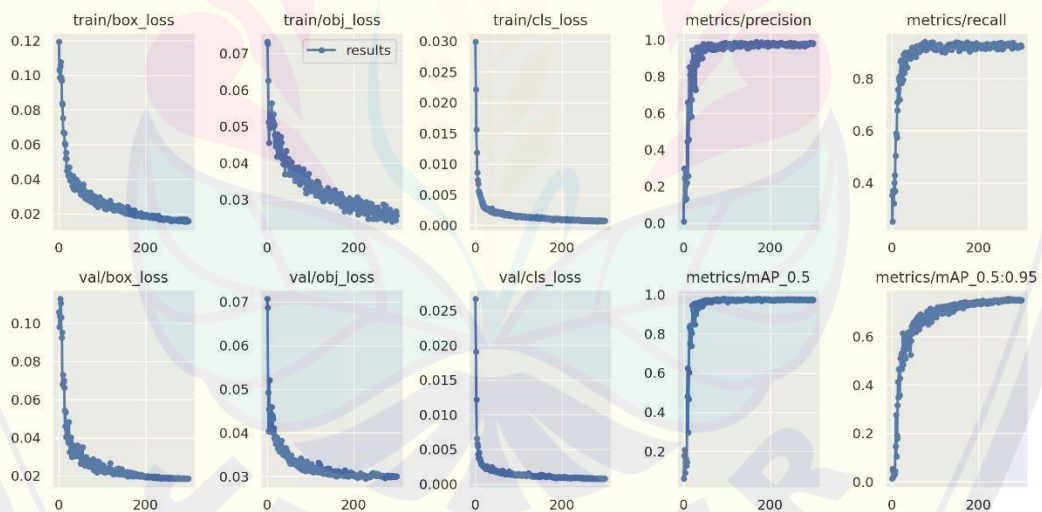 train/box_loss train/obj_loss train/cls_loss metrics/precision metrics/recall
0.12 0.10 0.08 0.06 0.04 0.02
0 200
0.07 0.06 0.05 0.04 0.03
results
0 200
0.030 0.025 0.020 0.015 0.010 0.005 0.000
0 200
1.0 0.8 0.6 0.4 0.2 0.0
0 200
0.8 0.6 0.4
0 200
val/box_loss val/obj_loss val/cls_loss metrics/mAP_0.5 metrics/mAP_0.5:0.95
0.10 0.08 0.06 0.04 0.02
0 200
0.07 0.06 0.05 0.04 0.03
0 200
0.025 0.020 0.015 0.010 0.005 0.000
0 200
1.0 0.8 0.6 0.4 0.2
0 200
0.6 0.4 0.2 0.0
0 200